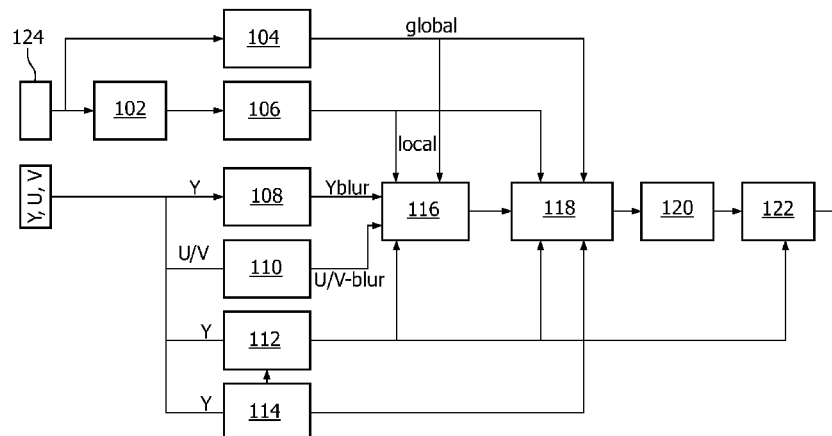 124
104
global
102
106
local
Y, U, V
Y
108
Yblur
116
118
120
122
U/V
110
U/V-blur
Y
112
Y
114